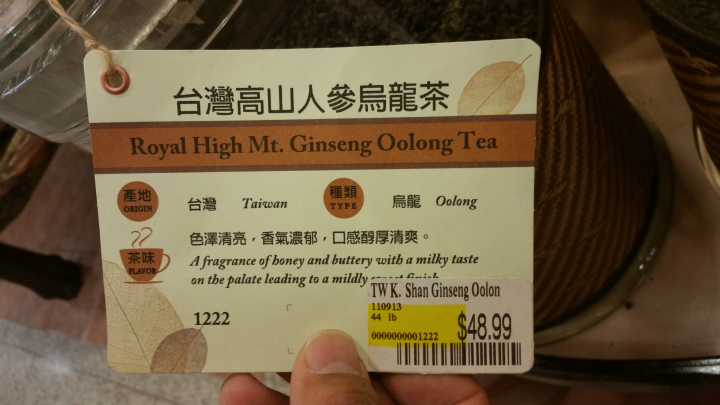 台灣高山人參烏龍茶
Royal High Mt. Ginseng Oolong Tea
產地
ORIGIN
台灣 Taiwan
種類
TYPE
烏龍 Oolong
茶味
FLAVOR
色澤清亮，香氣濃郁，口感醇厚清爽。
A fragrance of honey and buttery with a milky taste
on the palate leading to a mildly sweet finish
1222
TW K. Shan Ginseng Oolon
110913
44 lb
0000000001222
$48.99